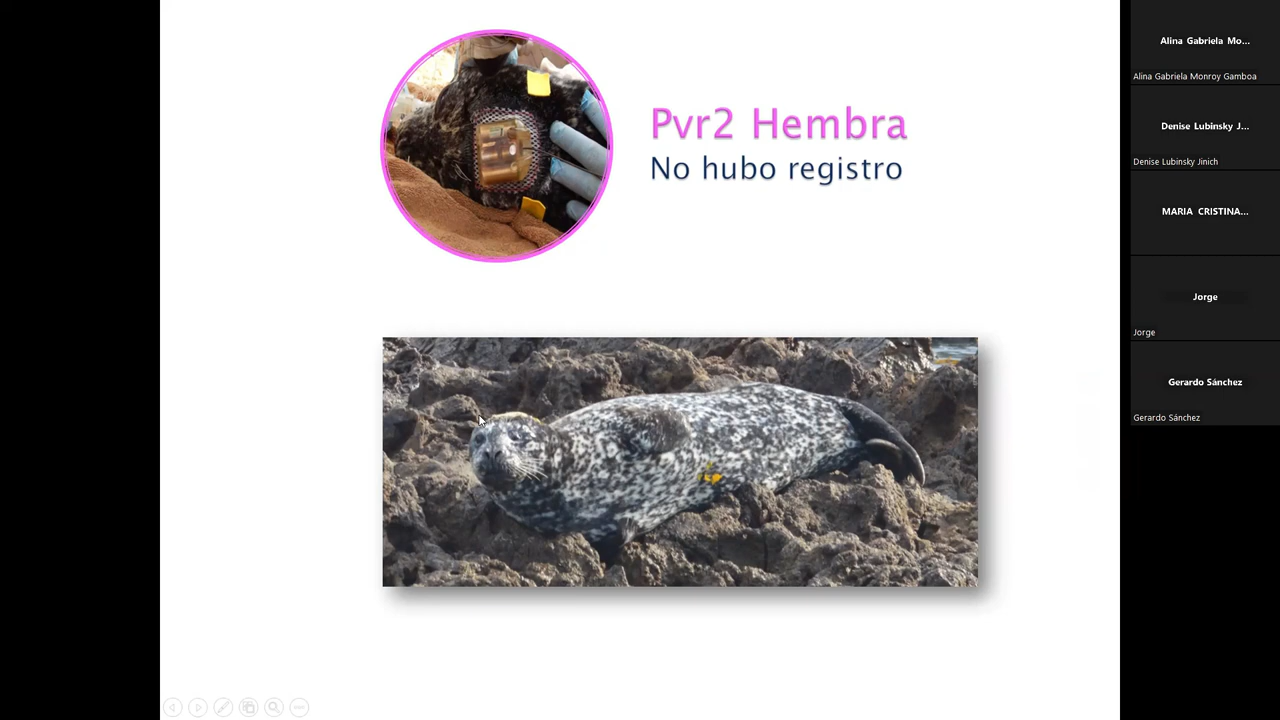 Pvr2 Hembra
No hubo registro
Alina Gabriela Mo...
Alina Gabriela Monroy Gamboa
Denise Lubinsky J...
Denise Lubinsky Jinich
MARIA CRISTINA...
Jorge
Jorge
Gerardo Sánchez
Gerardo Sánchez